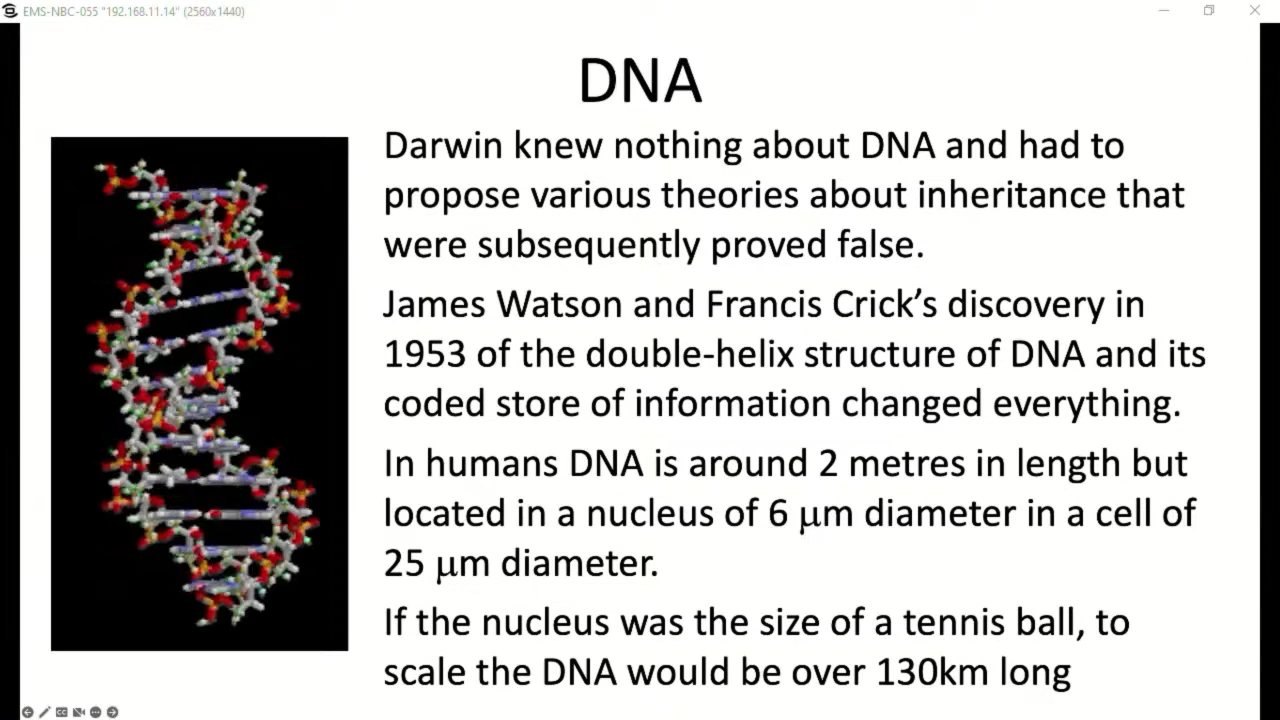 EMS-NBC-055 "192.168.11.14" (2560x1440)
DNA
Darwin knew nothing about DNA and had to
propose various theories about inheritance that
were subsequently proved false.
James Watson and Francis Crick’s discovery in
1953 of the double-helix structure of DNA and its
coded store of information changed everything.
In humans DNA is around 2 metres in length but
located in a nucleus of 6 μm diameter in a cell of
25 μm diameter.
If the nucleus was the size of a tennis ball, to
scale the DNA would be over 130km long